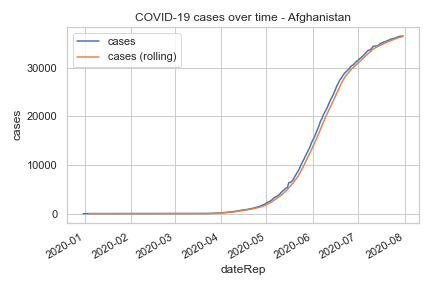 COVID-19 cases over time - Afghanistan
cases
cases (rolling)
30000
20000
10000
0
cases
2020-01
2020-02
2020-03
2020-04
2020-05
2020-06
2020-07
2020-08
dateRep